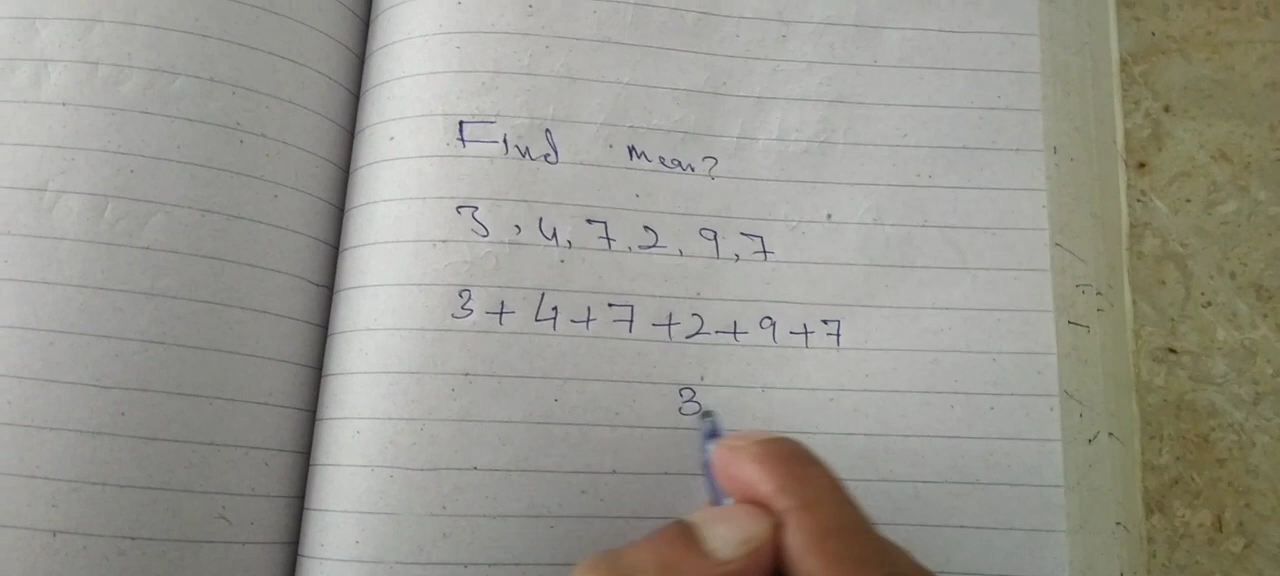 Find mean?
3, 4, 7, 2, 9, 7
3 + 4 + 7 + 2 + 9 + 7
3